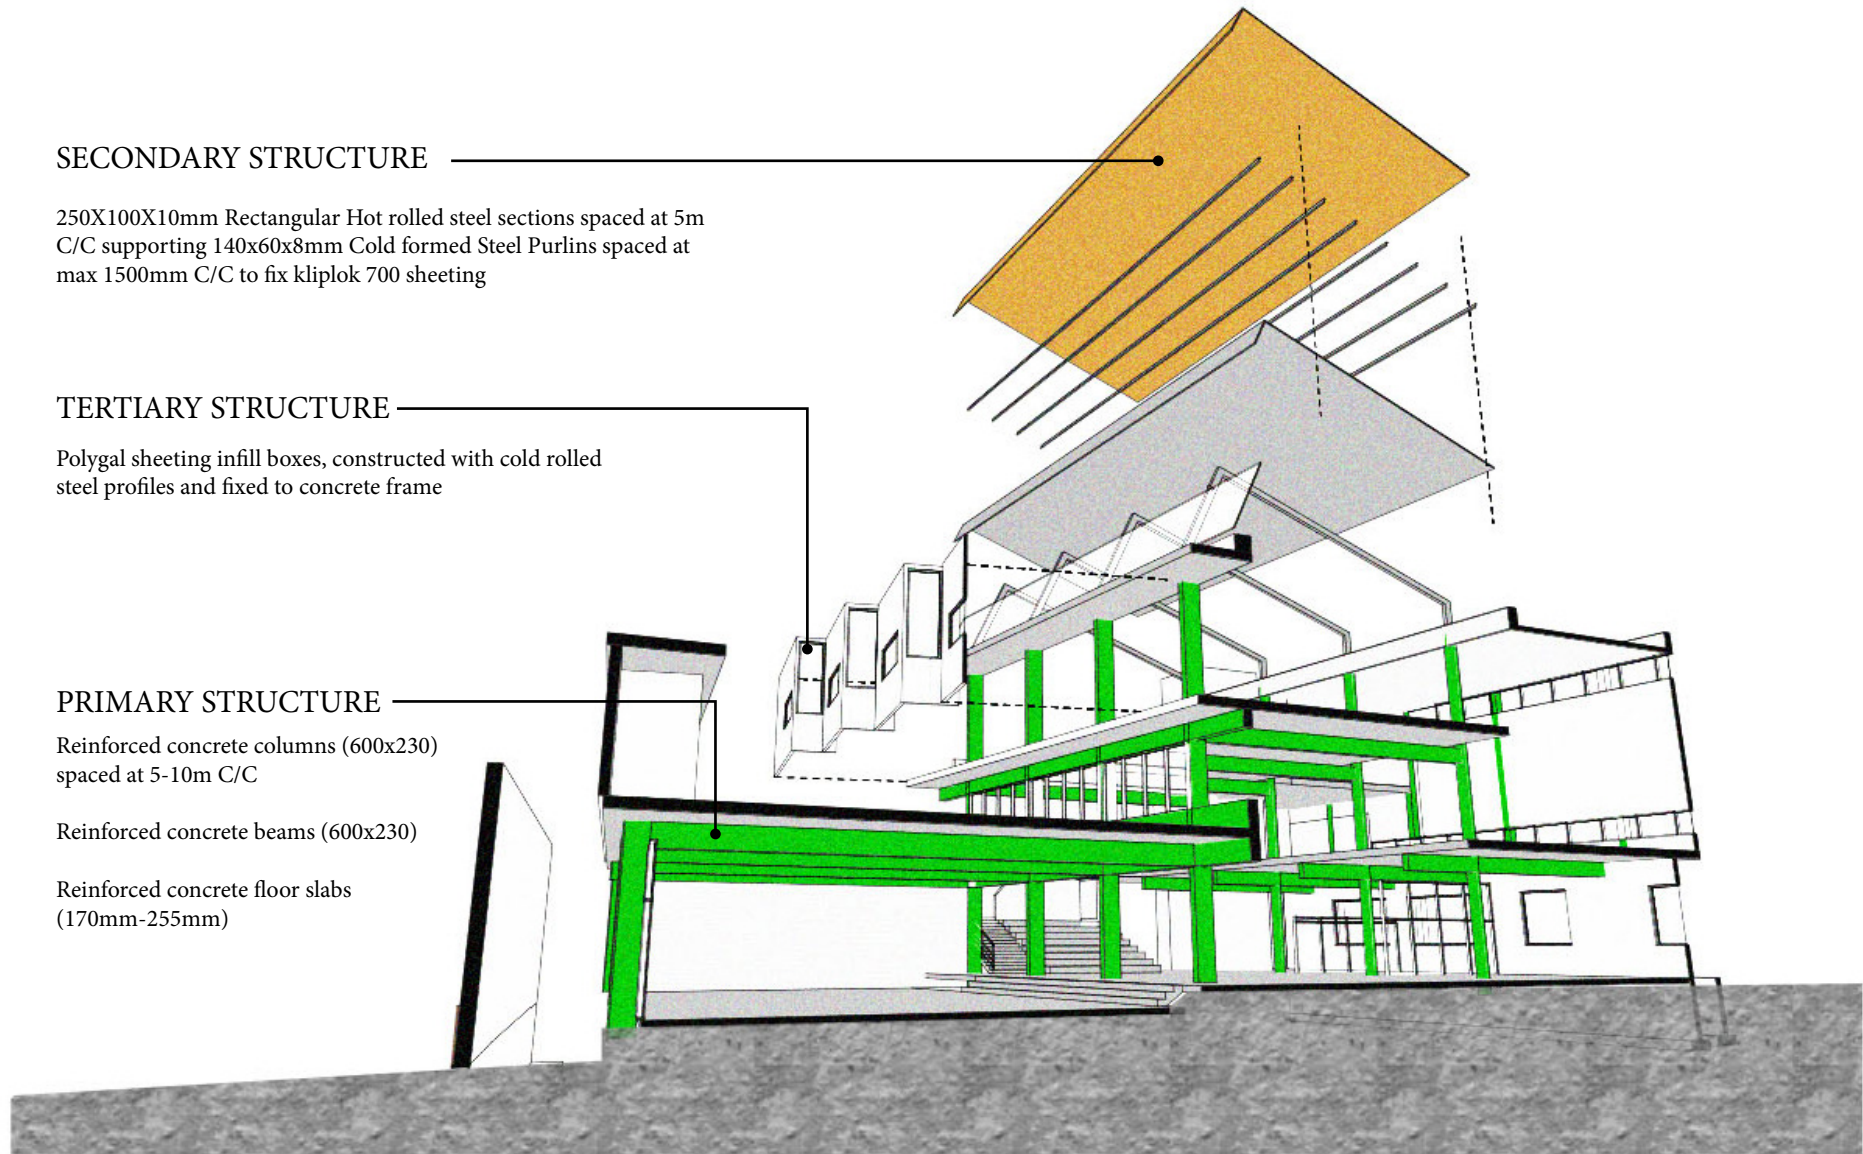 SECONDARY STRUCTURE
250X100X10mm Rectangular Hot rolled steel sections spaced at 5m
C/C supporting 140x60x8mm Cold formed Steel Purlins spaced at
max 1500mm C/C to fix kliplok 700 sheeting
TERTIARY STRUCTURE
Polygal sheeting infill boxes, constructed with cold rolled
steel profiles and fixed to concrete frame
PRIMARY STRUCTURE
Reinforced concrete columns (600x230)
spaced at 5-10m C/C
Reinforced concrete beams (600x230)
Reinforced concrete floor slabs
(170mm-255mm)